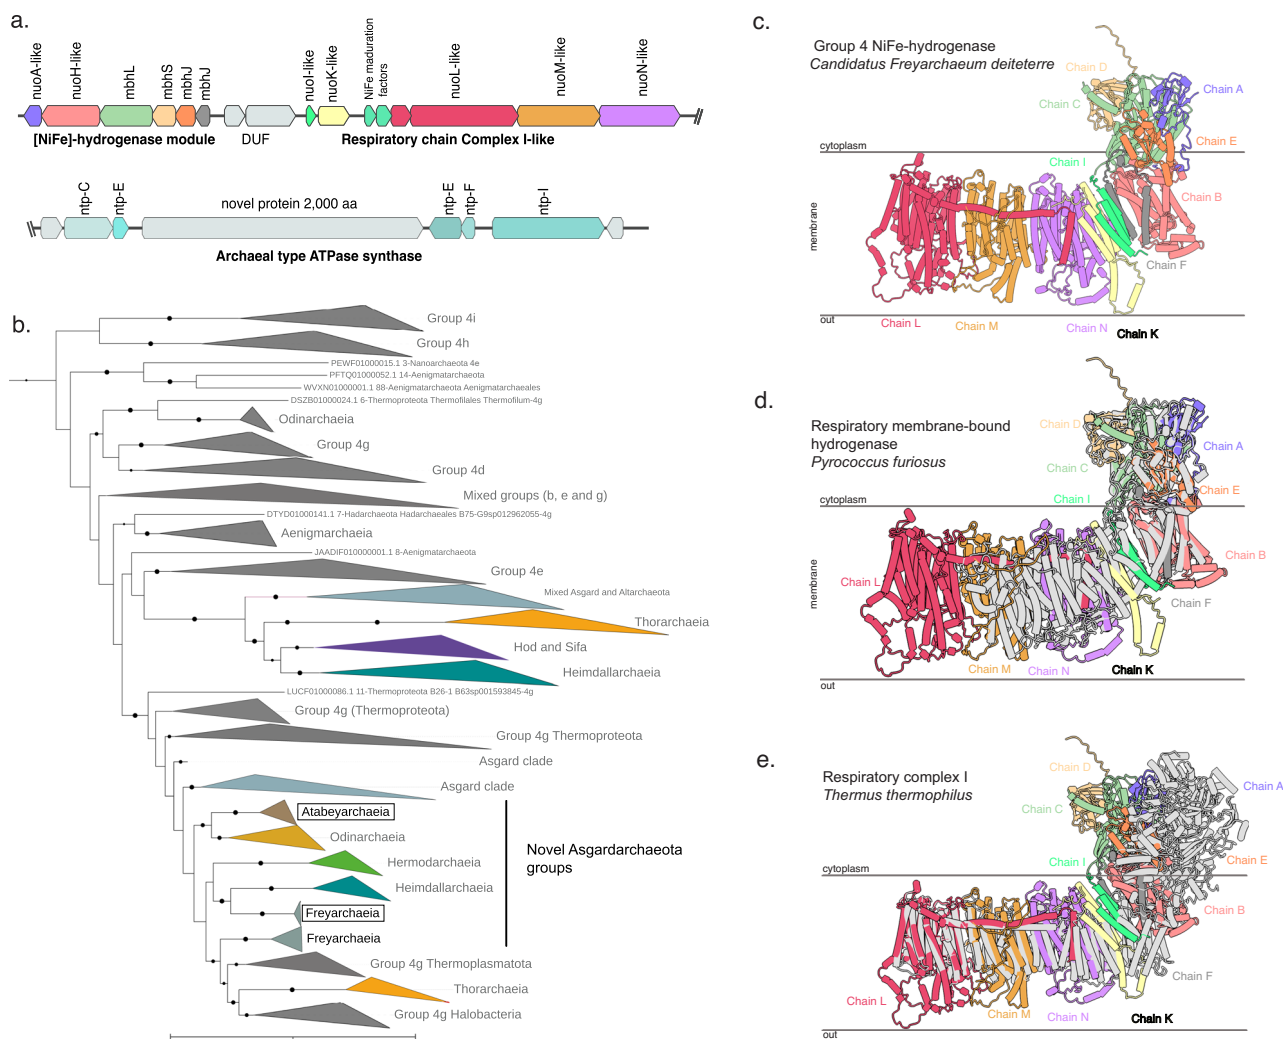 a.
nuoA-like
nuoH-like
mbhL
mbhS
mbhJ
mbhJ
nuoI-like
nuoK-like
NiFe maduration
factors
nuoL-like
nuoM-like
nuoN-like
[NiFe]-hydrogenase module
DUF
Respiratory chain Complex I-like
ntp-C
ntp-E
novel protein 2,000 aa
ntp-E
ntp-F
ntp-I
Archaeal type ATPase synthase
b.
Group 4i
Group 4h
PEWF01000015.1 3-Nanoarchaeota 4e
PFTQ01000052.1 14-Aenigmatarchaeota
WVXN01000001.1 88-Aenigmatarchaeota Aenigmatarchaeales
DSZB01000024.1 6-Thermoproteota Thermofilales Thermofilum-4g
Odinarchaeia
Group 4g
Group 4d
Mixed groups (b, e and g)
DTYD01000141.1 7-Hadarchaeota Hadarchaeales B75-G9sp012962055-4g
Aenigmarchaeia
JAADIF010000001.1 8-Aenigmatarchaeota
Group 4e
Mixed Asgard and Altarchaeota
Thorarchaeia
Hod and Sifa
Heimdallarchaeia
LUCF01000086.1 11-Thermoproteota B26-1 B63sp001593845-4g
Group 4g (Thermoproteota)
Group 4g Thermoproteota
Asgard clade
Asgard clade
Atabeyarchaeia
Odinarchaeia
Hermodarchaeia
Heimdallarchaeia
Freyarchaeia
Freyarchaeia
Group 4g Thermoplasmatota
Thorarchaeia
Group 4g Halobacteria
Novel Asgardarchaeota
groups
c.
Group 4 NiFe-hydrogenase
Candidatus Freyarchaeum deiteterre
Chain D
Chain A
Chain C
Chain E
cytoplasm
Chain I
Chain B
membrane
Chain F
out
Chain L
Chain M
Chain N
Chain K
d.
Respiratory membrane-bound
hydrogenase
Pyrococcus furiosus
Chain D
Chain A
Chain C
Chain E
cytoplasm
Chain I
Chain B
Chain L
membrane
Chain F
Chain M
Chain N
Chain K
out
e.
Respiratory complex I
Thermus thermophilus
Chain D
Chain A
Chain C
Chain I
Chain E
cytoplasm
Chain B
Chain F
Chain L
Chain M
Chain N
Chain K
out